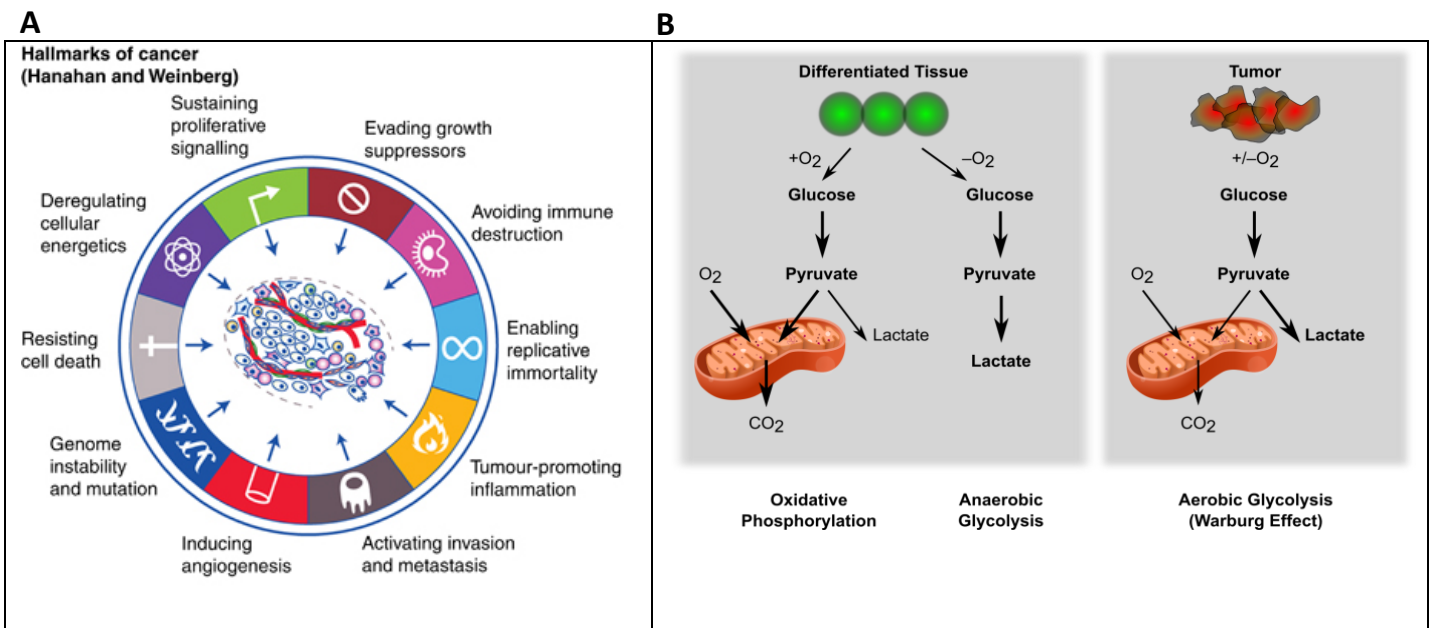 A
Hallmarks of cancer
(Hanahan and Weinberg)
Sustaining
proliferative
signalling
Evading growth
suppressors
Deregulating
cellular
energetics
Avoiding immune
destruction
Resisting
cell death
Enabling
replicative
immortality
Genome
instability
and mutation
Tumour-promoting
inflammation
Inducing
angiogenesis
Activating invasion
and metastasis
B
Differentiated Tissue
+O2
–O2
Glucose
Glucose
Pyruvate
Pyruvate
O2
Lactate
Lactate
CO2
Oxidative
Phosphorylation
Anaerobic
Glycolysis
Tumor
+/–O2
Glucose
O2
Pyruvate
Lactate
CO2
Aerobic Glycolysis
(Warburg Effect)